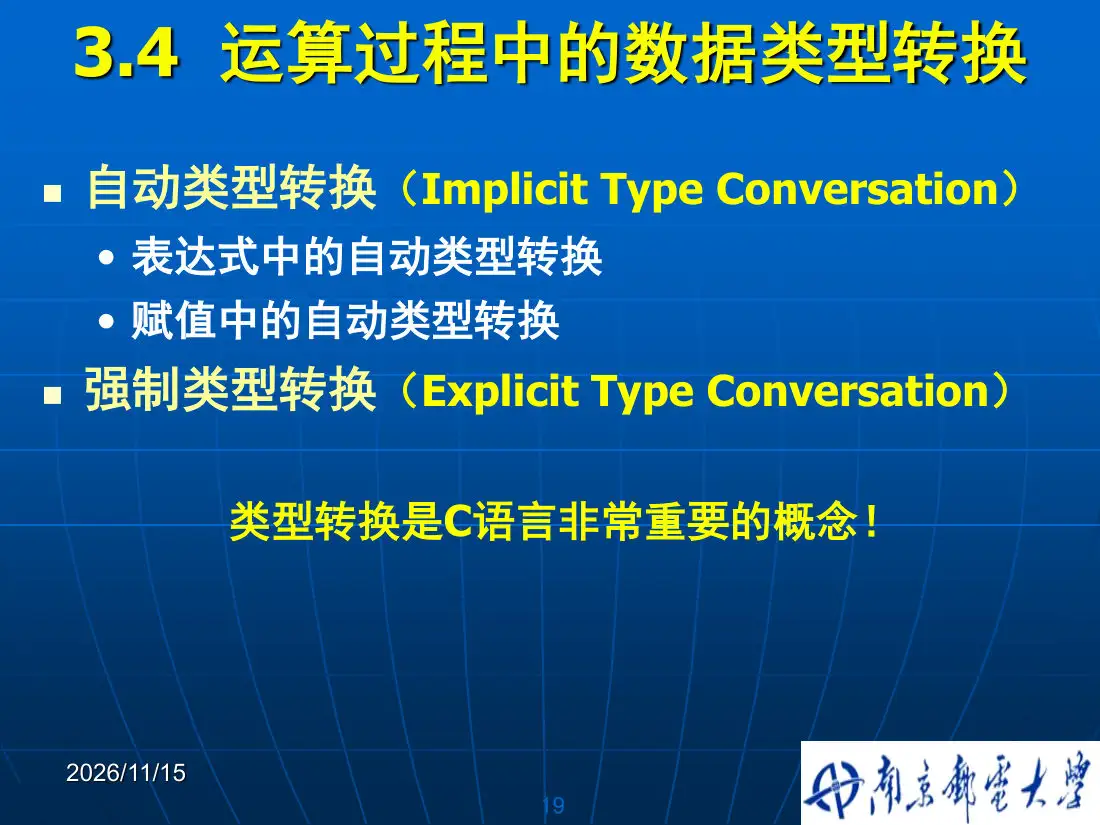 3.4 运算过程中的数据类型转换
自动类型转换（Implicit Type Conversation）
表达式中的自动类型转换
赋值中的自动类型转换
强制类型转换（Explicit Type Conversation）
类型转换是C语言非常重要的概念！
2026/11/15
19
南京郵電大學